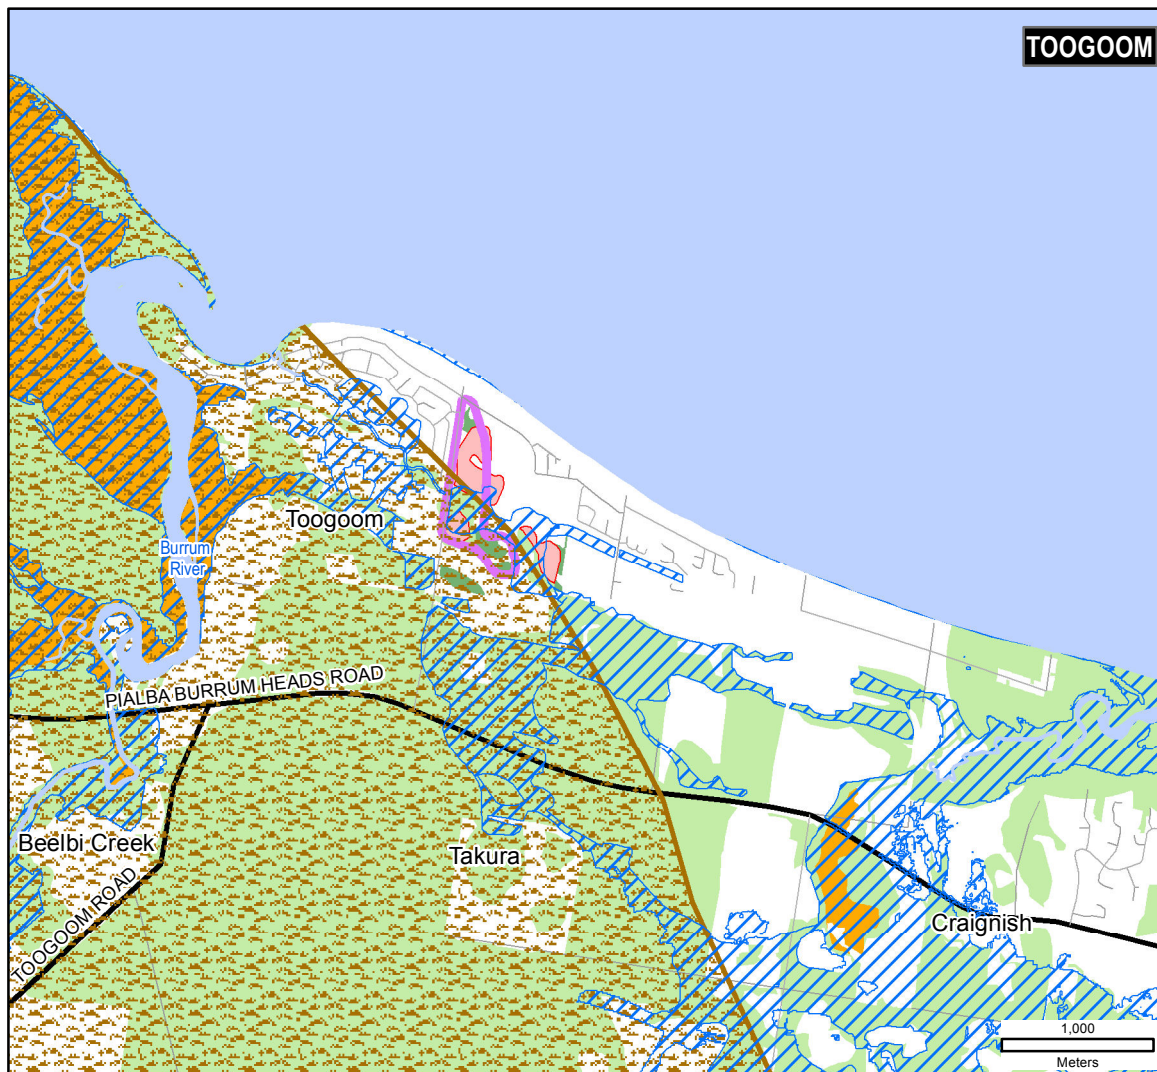 TOOGOOM
Toogoom
Burrum
River
PIALBA BURRUM HEADS ROAD
Beelbi Creek
Takura
TOOGOOM ROAD
Craignish
1,000
Meters